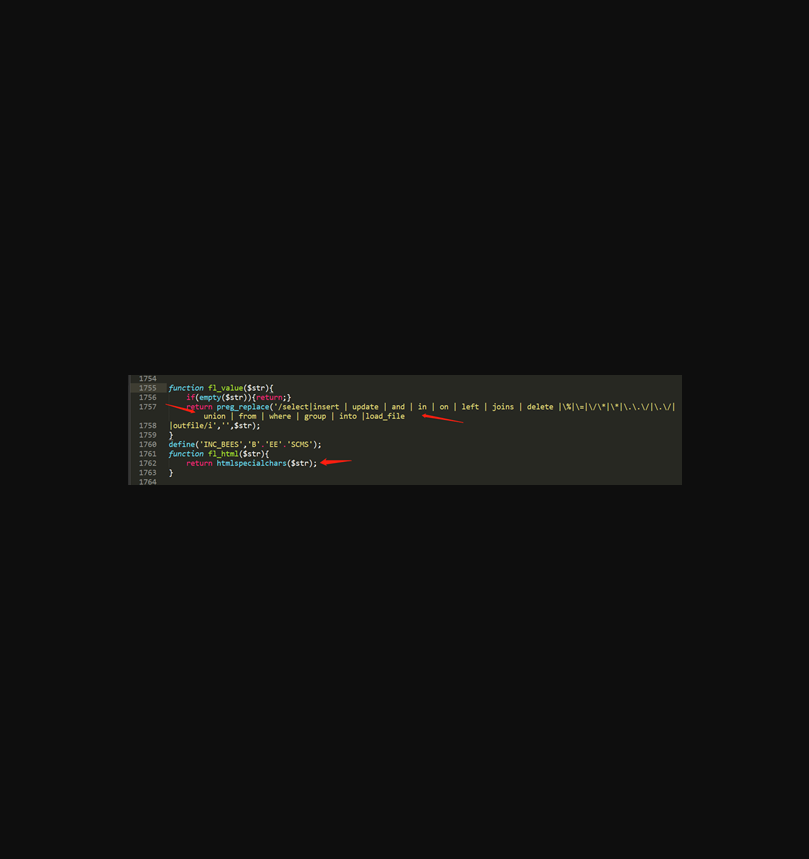 1754
1755 function fl_value($str){
1756 if(empty($str)){return;}
1757 return preg_replace('/select|insert | update | and | in | on | left | joins | delete |\%|\=|\/\*|\*|\.\.\/|\.\/|
union | from | where | group | into |load_file
1758 |outfile/i','',$str);
1759 }
1760 define('INC_BEES','B'.'EE'.'SCMS');
1761 function fl_html($str){
1762 return htmlspecialchars($str);
1763 }
1764